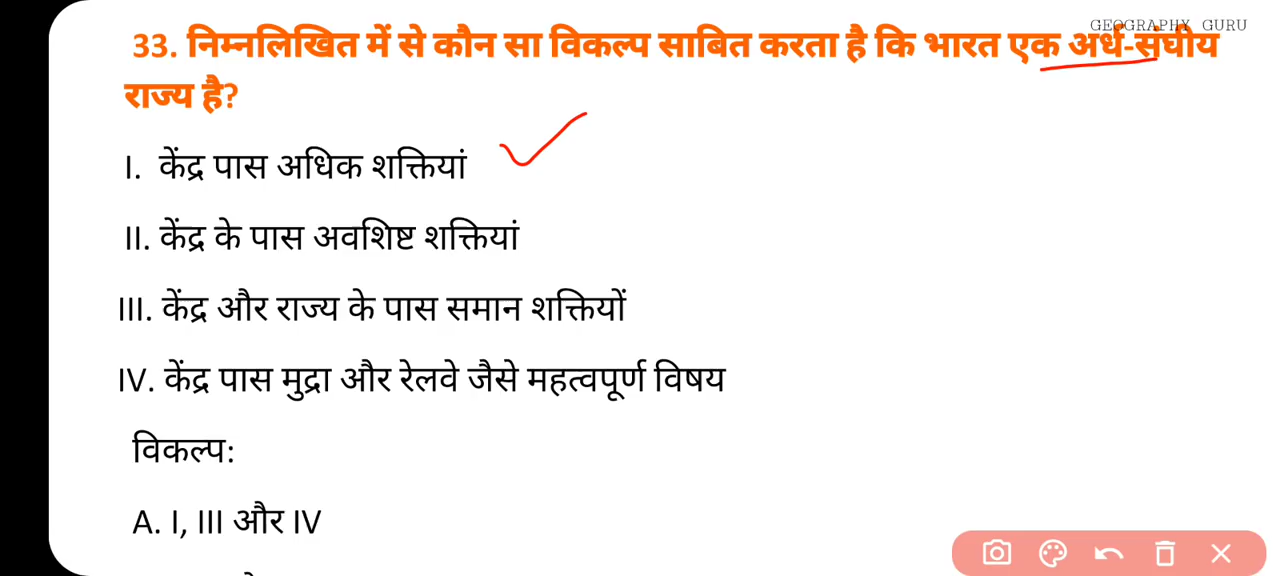 GEOGRAPHY GURU
33. निम्नलिखित में से कौन सा विकल्प साबित करता है कि भारत एक अर्ध-संघीय
राज्य है?
I. केंद्र पास अधिक शक्तियां
II. केंद्र के पास अवशिष्ट शक्तियां
III. केंद्र और राज्य के पास समान शक्तियों
IV. केंद्र पास मुद्रा और रेलवे जैसे महत्वपूर्ण विषय
विकल्प:
A. I, III और IV